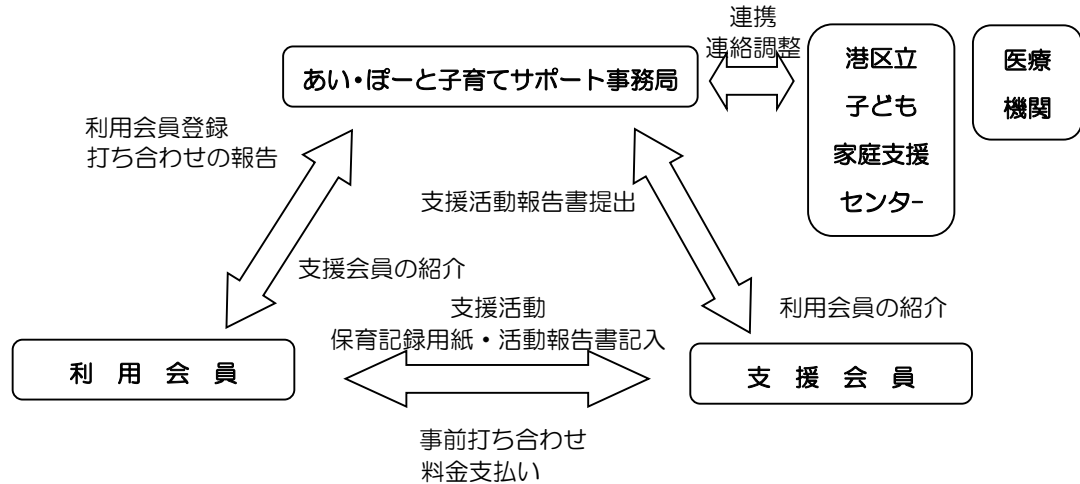 連携
連絡調整
あい・ぽーと子育てサポート事務局
港区立
子ども
家庭支援
センター
医療
機関
利用会員登録
打ち合わせの報告
支援活動報告書提出
支援会員の紹介
利用会員の紹介
支援活動
保育記録用紙・活動報告書記入
利 用 会 員
支 援 会 員
事前打ち合わせ
料金支払い